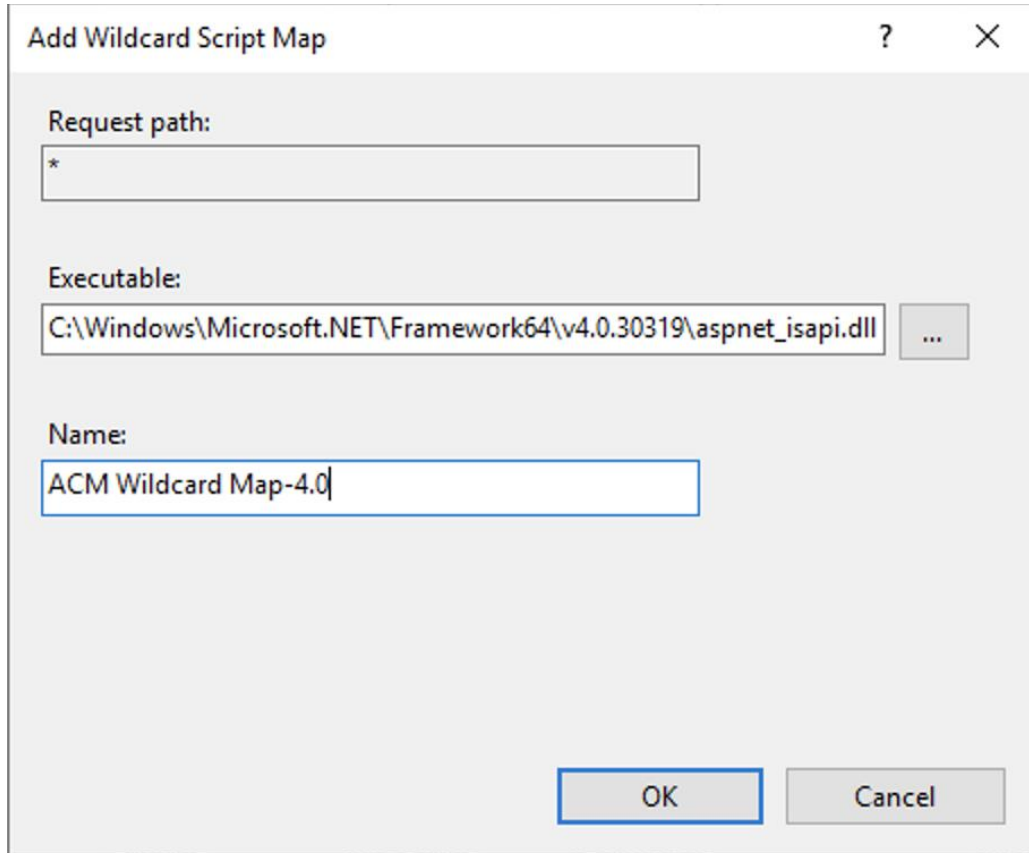 Add Wildcard Script Map
?
×
Request path:
*
Executable:
C:\Windows\Microsoft.NET\Framework64\v4.0.30319\aspnet_isapi.dll
...
Name:
ACM Wildcard Map-4.0
OK
Cancel